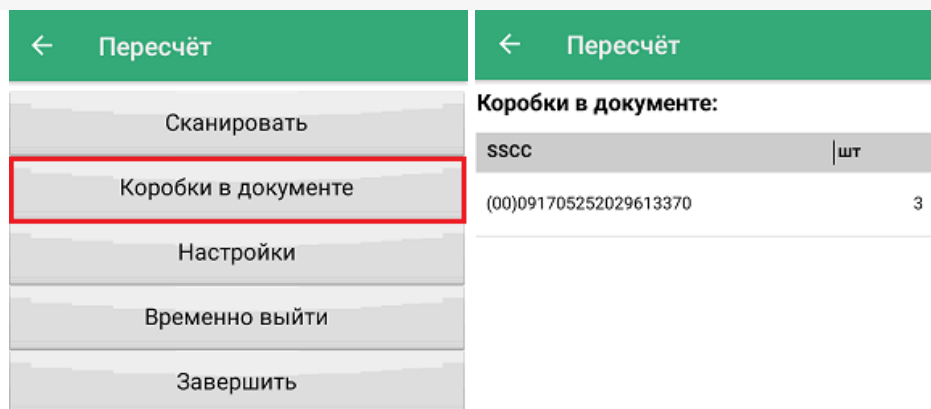 Пересчёт
Сканировать
Коробки в документе
Настройки
Временно выйти
Завершить
Пересчёт
Коробки в документе:
SSCC шт
(00)091705252029613370 3